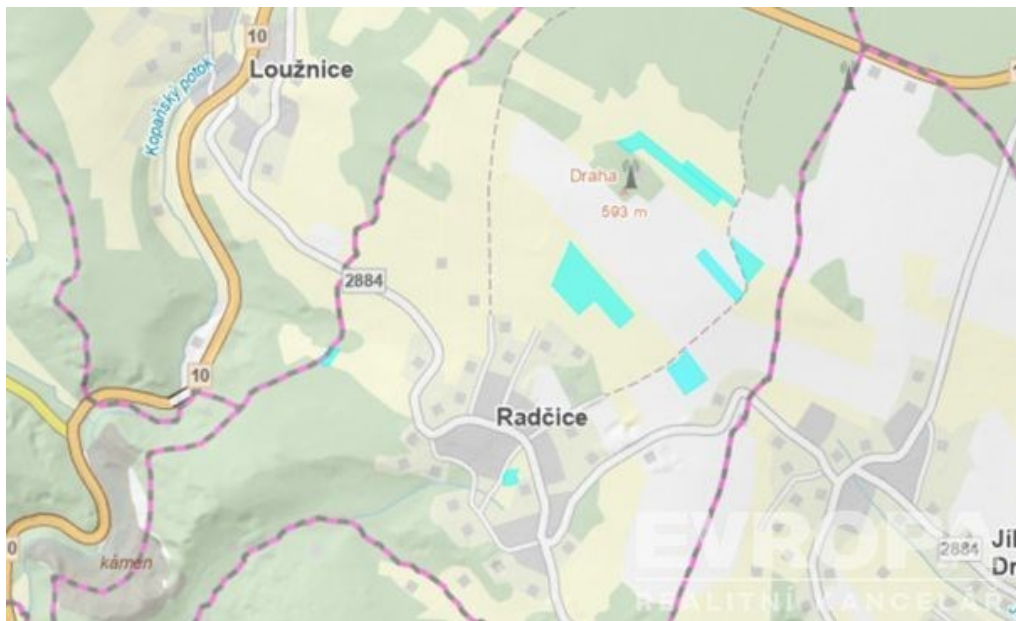 10
Loužnice
Kopaňský potok
Draha
593 m
2884
10
Radčice
kámen
0
2884
Jil
Dr
EVROPA
REALITNÍ KANCELÁŘ